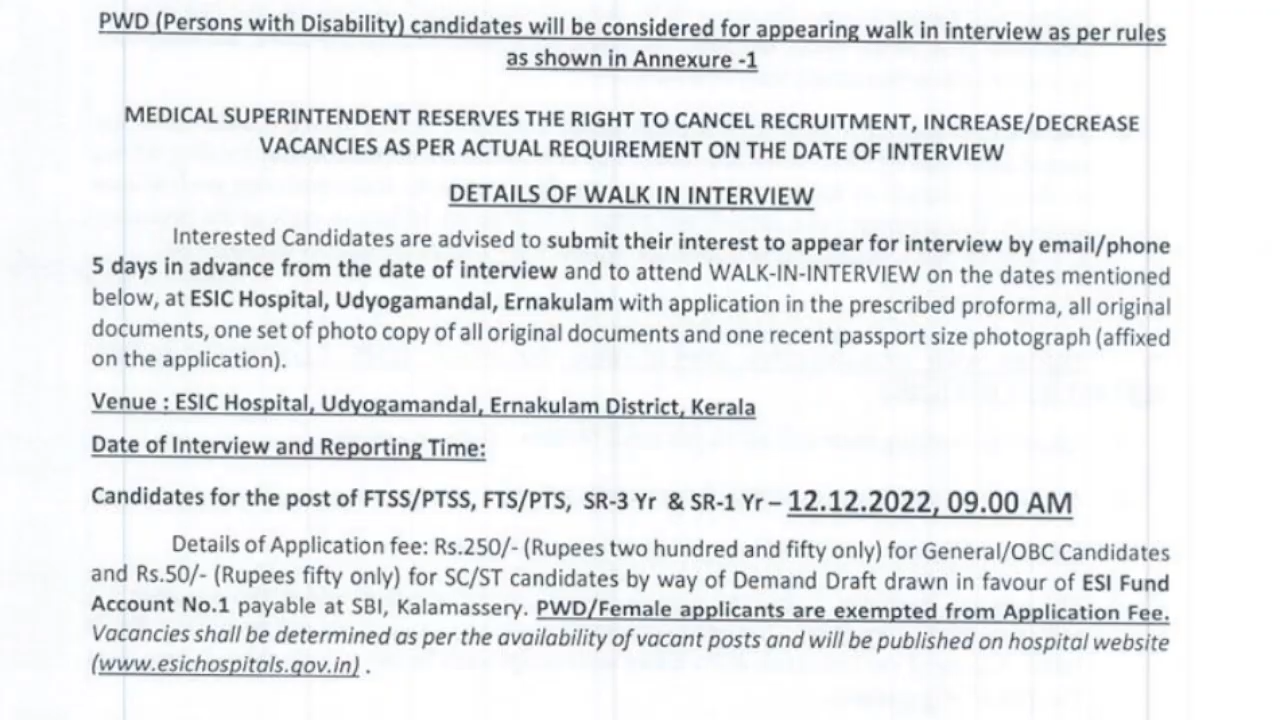 PWD (Persons with Disability) candidates will be considered for appearing walk in interview as per rules
as shown in Annexure -1
MEDICAL SUPERINTENDENT RESERVES THE RIGHT TO CANCEL RECRUITMENT, INCREASE/DECREASE
VACANCIES AS PER ACTUAL REQUIREMENT ON THE DATE OF INTERVIEW
DETAILS OF WALK IN INTERVIEW
Interested Candidates are advised to submit their interest to appear for interview by email/phone
5 days in advance from the date of interview and to attend WALK-IN-INTERVIEW on the dates mentioned
below, at ESIC Hospital, Udyogamandal, Ernakulam with application in the prescribed proforma, all original
documents, one set of photo copy of all original documents and one recent passport size photograph (affixed
on the application).
Venue : ESIC Hospital, Udyogamandal, Ernakulam District, Kerala
Date of Interview and Reporting Time:
Candidates for the post of FTSS/PTSS, FTS/PTS, SR-3 Yr & SR-1 Yr – 12.12.2022, 09.00 AM
Details of Application fee: Rs.250/- (Rupees two hundred and fifty only) for General/OBC Candidates
and Rs.50/- (Rupees fifty only) for SC/ST candidates by way of Demand Draft drawn in favour of ESI Fund
Account No.1 payable at SBI, Kalamassery. PWD/Female applicants are exempted from Application Fee.
Vacancies shall be determined as per the availability of vacant posts and will be published on hospital website
(www.esichospitals.gov.in) .